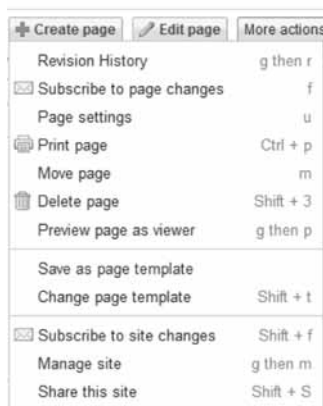 Create page Edit page More actions
Revision History g then r
Subscribe to page changes f
Page settings u
Print page Ctrl + p
Move page m
Delete page Shift + 3
Preview page as viewer g then p
Save as page template
Change page template Shift + t
Subscribe to site changes Shift + f
Manage site g then m
Share this site Shift + S